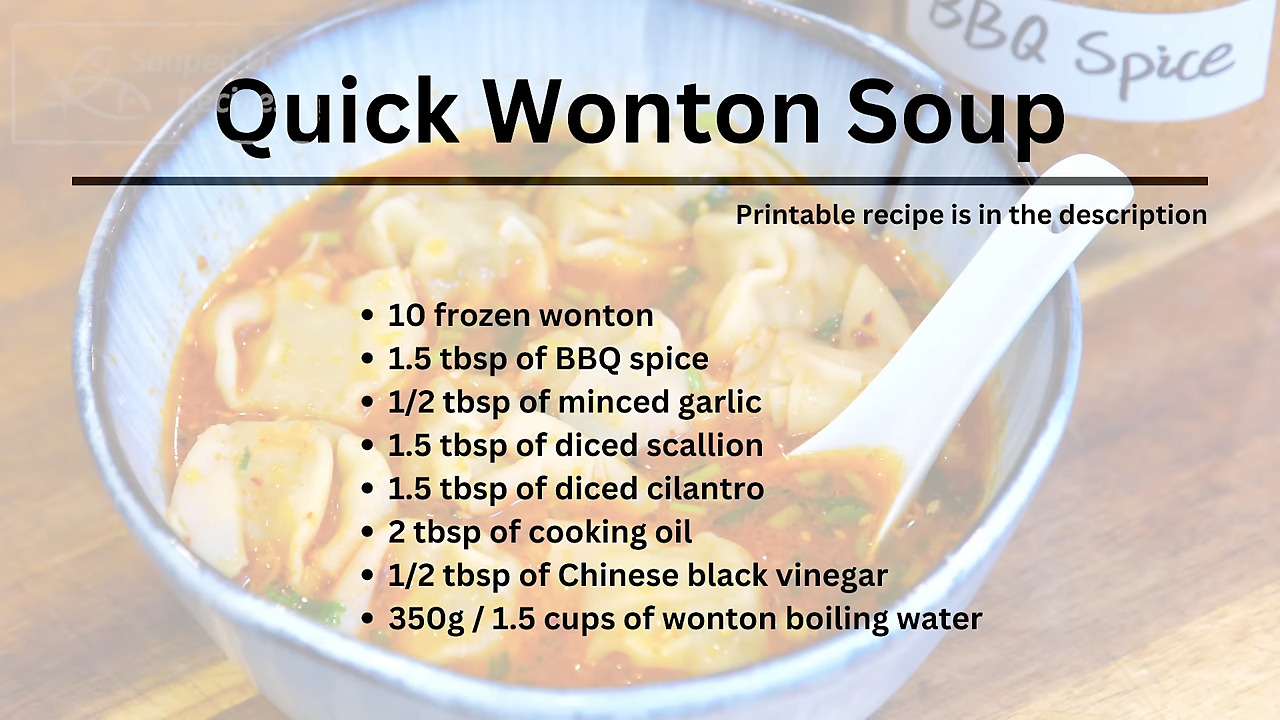 BBQ Spice
Souped Up
Recipes
Quick Wonton Soup
Printable recipe is in the description
• 10 frozen wonton
• 1.5 tbsp of BBQ spice
• 1/2 tbsp of minced garlic
• 1.5 tbsp of diced scallion
• 1.5 tbsp of diced cilantro
• 2 tbsp of cooking oil
• 1/2 tbsp of Chinese black vinegar
• 350g / 1.5 cups of wonton boiling water